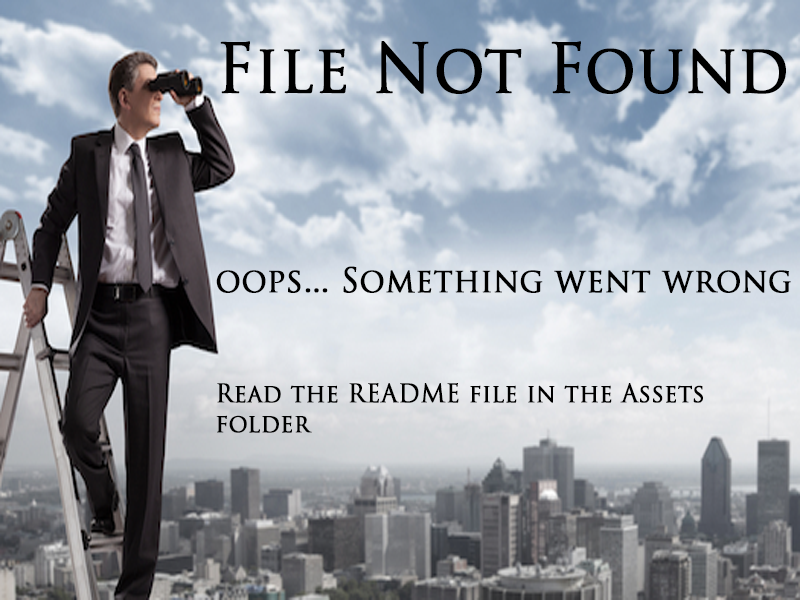 File Not Found
oops... Something went wrong
Read the README file in the Assets
folder